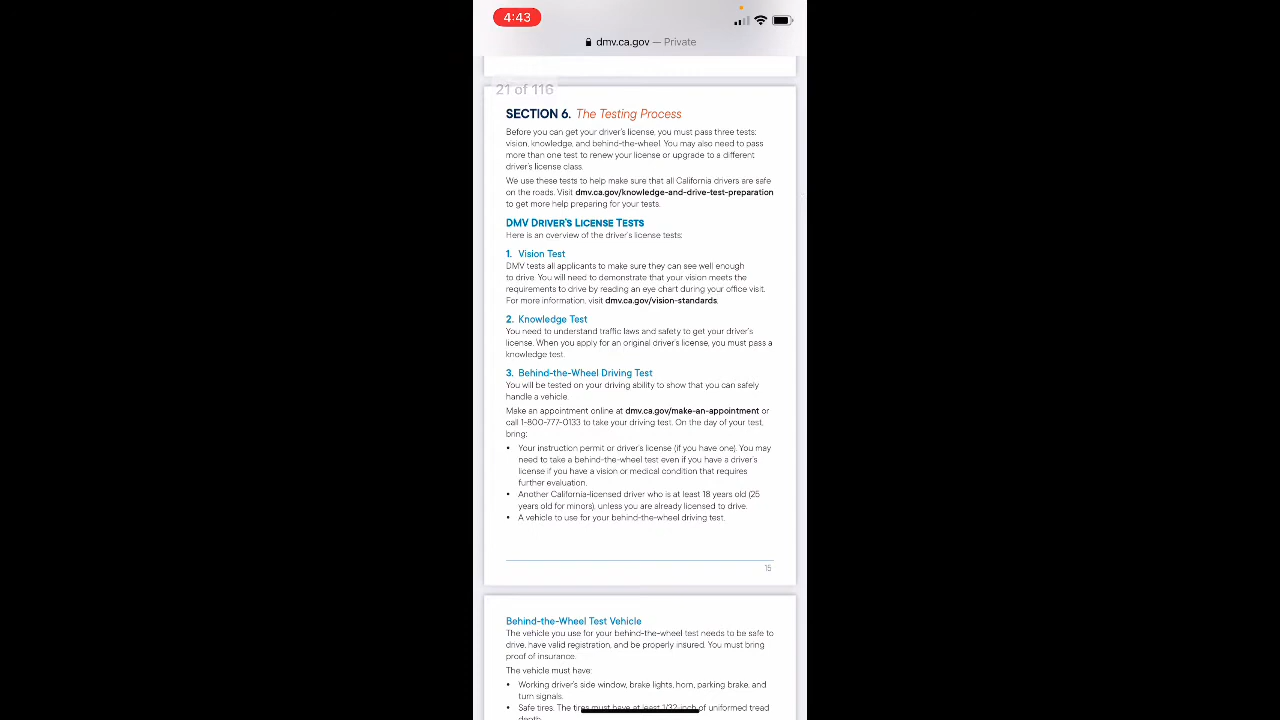 4:43
dmv.ca.gov — Private
21 of 116
SECTION 6. The Testing Process
Before you can get your driver's license, you must pass three tests:
vision, knowledge, and behind-the-wheel. You may also need to pass
more than one test to renew your license or upgrade to a different
driver's license class.
We use these tests to help make sure that all California drivers are safe
on the roads. Visit dmv.ca.gov/knowledge-and-drive-test-preparation
to get more help preparing for your tests.
DMV DRIVER'S LICENSE TESTS
Here is an overview of the driver's license tests:
1. Vision Test
DMV tests all applicants to make sure they can see well enough
to drive. You will need to demonstrate that your vision meets the
requirements to drive by reading an eye chart during your office visit.
For more information, visit dmv.ca.gov/vision-standards.
2. Knowledge Test
You need to understand traffic laws and safety to get your driver's
license. When you apply for an original driver's license, you must pass a
knowledge test.
3. Behind-the-Wheel Driving Test
You will be tested on your driving ability to show that you can safely
handle a vehicle.
Make an appointment online at dmv.ca.gov/make-an-appointment or
call 1-800-777-0133 to take your driving test. On the day of your test,
bring:
• Your instruction permit or driver's license (if you have one). You may
need to take a behind-the-wheel test even if you have a driver's
license if you have a vision or medical condition that requires
further evaluation.
• Another California-licensed driver who is at least 18 years old (25
years old for minors), unless you are already licensed to drive.
• A vehicle to use for your behind-the-wheel driving test.
15
Behind-the-Wheel Test Vehicle
The vehicle you use for your behind-the-wheel test needs to be safe to
drive, have valid registration, and be properly insured. You must bring
proof of insurance.
The vehicle must have:
• Working driver's side window, brake lights, horn, parking brake, and
turn signals.
• Safe tires. The tires must have at least 1/32-inch of uniformed tread
depth.